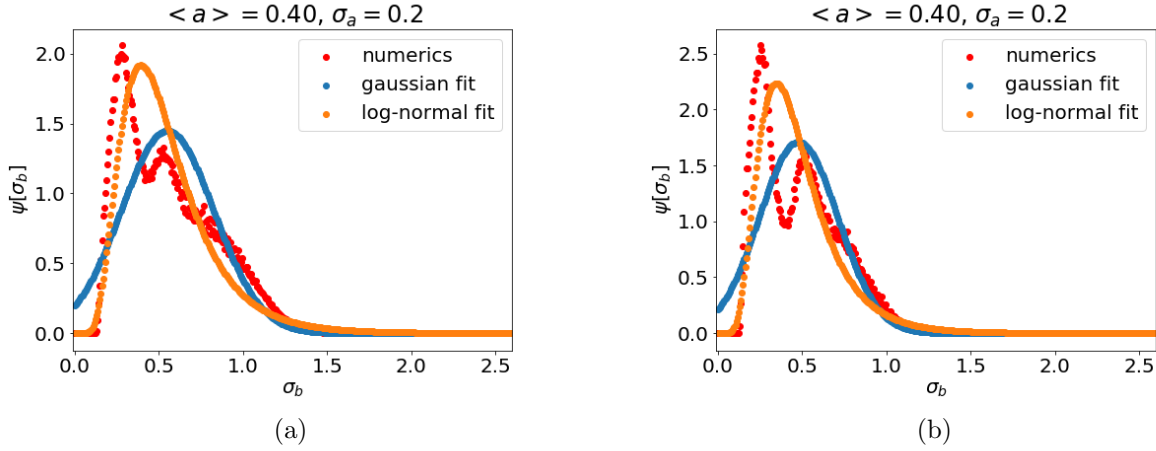 < a > = 0.40, σₐ = 0.2
2.0
1.5
1.0
0.5
0.0
ψ[σ_b]
numerics
gaussian fit
log-normal fit
0.0 0.5 1.0 1.5 2.0 2.5
σ_b
(a)
< a > = 0.40, σₐ = 0.2
2.5
2.0
1.5
1.0
0.5
0.0
ψ[σ_b]
numerics
gaussian fit
log-normal fit
0.0 0.5 1.0 1.5 2.0 2.5
σ_b
(b)